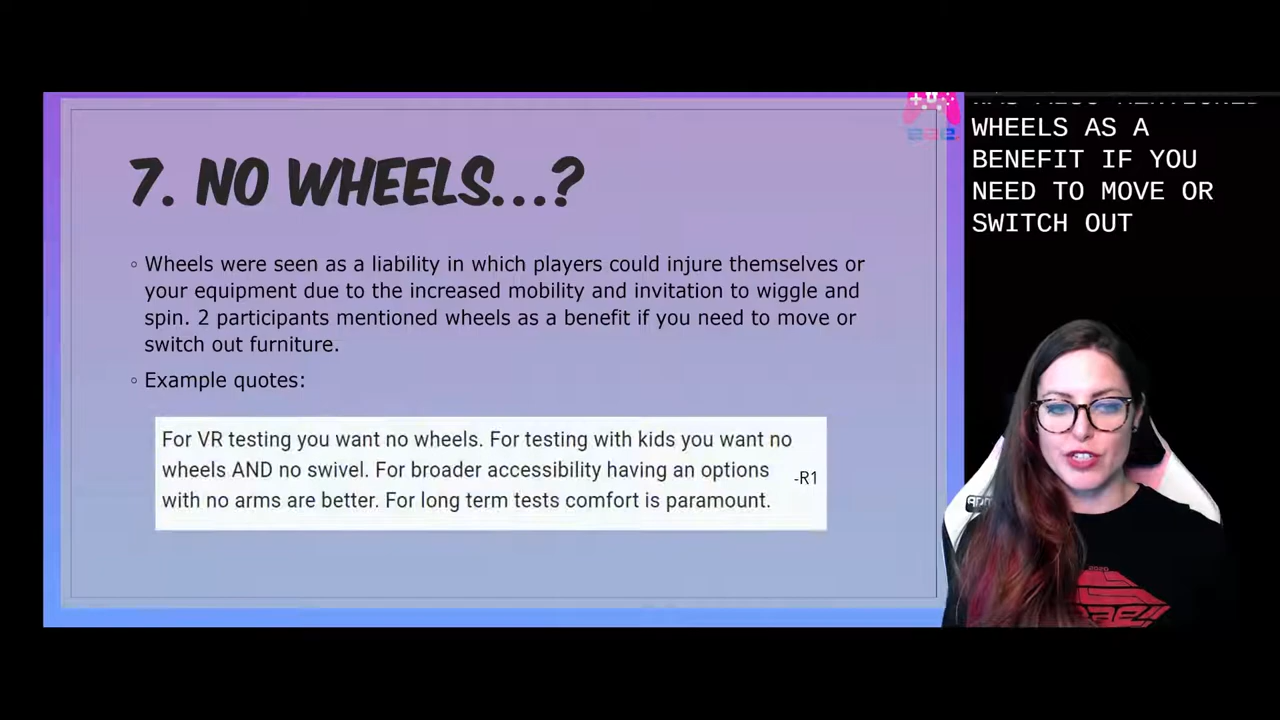 7. NO WHEELS...?
◦ Wheels were seen as a liability in which players could injure themselves or
your equipment due to the increased mobility and invitation to wiggle and
spin. 2 participants mentioned wheels as a benefit if you need to move or
switch out furniture.
◦ Example quotes:
For VR testing you want no wheels. For testing with kids you want no
wheels AND no swivel. For broader accessibility having an options
with no arms are better. For long term tests comfort is paramount.
-R1
WHEELS AS A
BENEFIT IF YOU
NEED TO MOVE OR
SWITCH OUT
2020